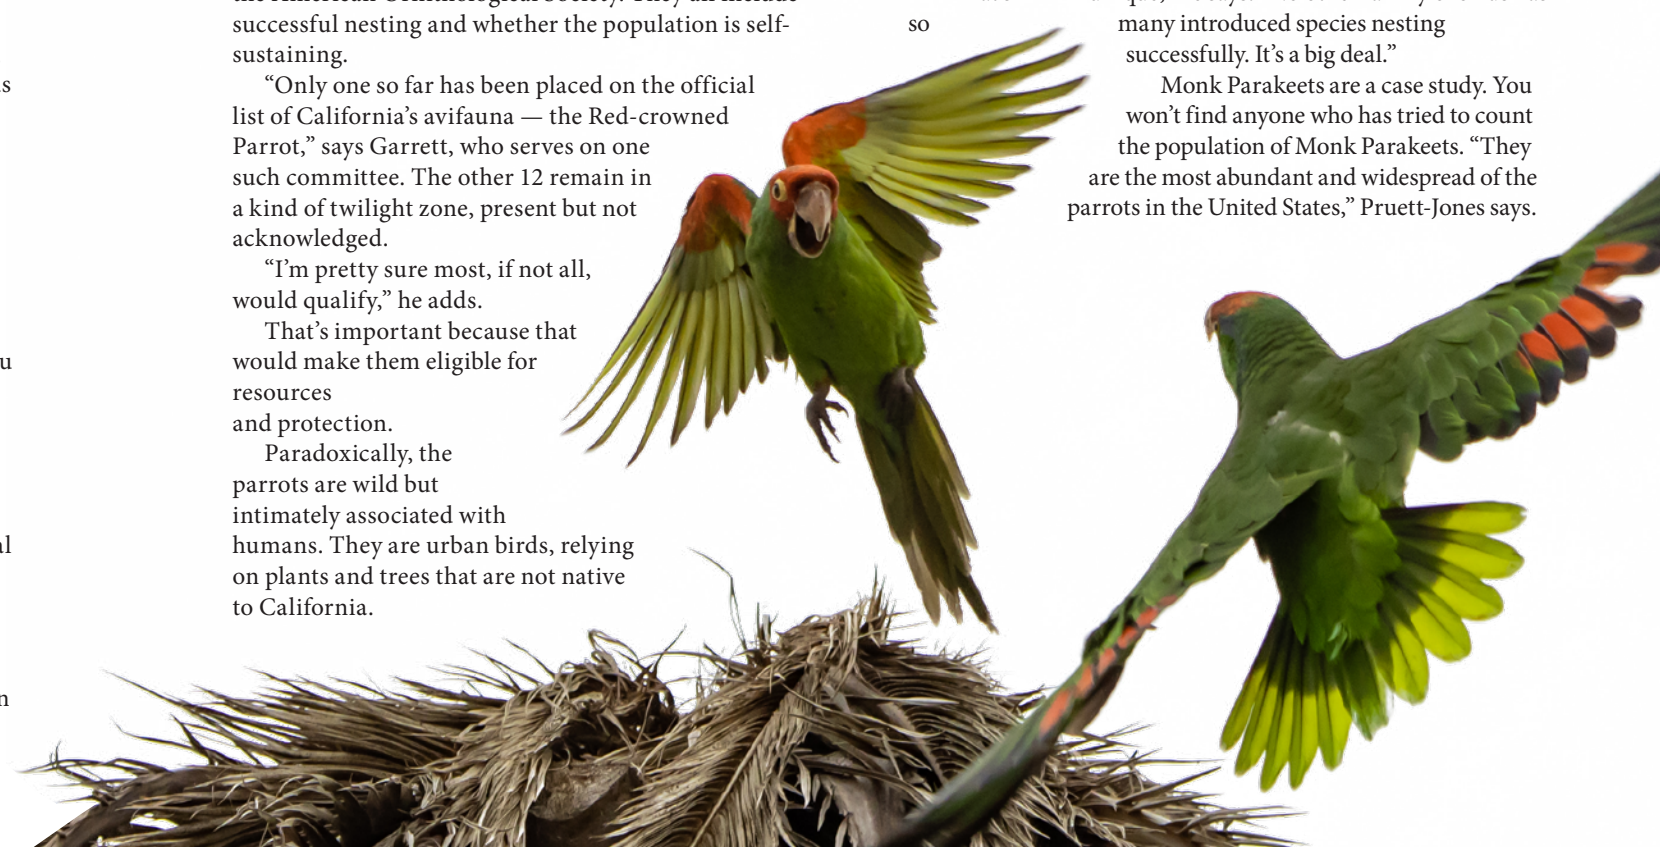 successful nesting and whether the population is self-
sustaining.
“Only one so far has been placed on the official
list of California’s avifauna — the Red-crowned
Parrot,” says Garrett, who serves on one
such committee. The other 12 remain in
a kind of twilight zone, present but not
acknowledged.
“I’m pretty sure most, if not all,
would qualify,” he adds.
That’s important because that
would make them eligible for
resources
and protection.
Paradoxically, the
parrots are wild but
intimately associated with
humans. They are urban birds, relying
on plants and trees that are not native
to California.
so
many introduced species nesting
successfully. It’s a big deal.”
Monk Parakeets are a case study. You
won’t find anyone who has tried to count
the population of Monk Parakeets. “They
are the most abundant and widespread of the
parrots in the United States,” Pruett-Jones says.